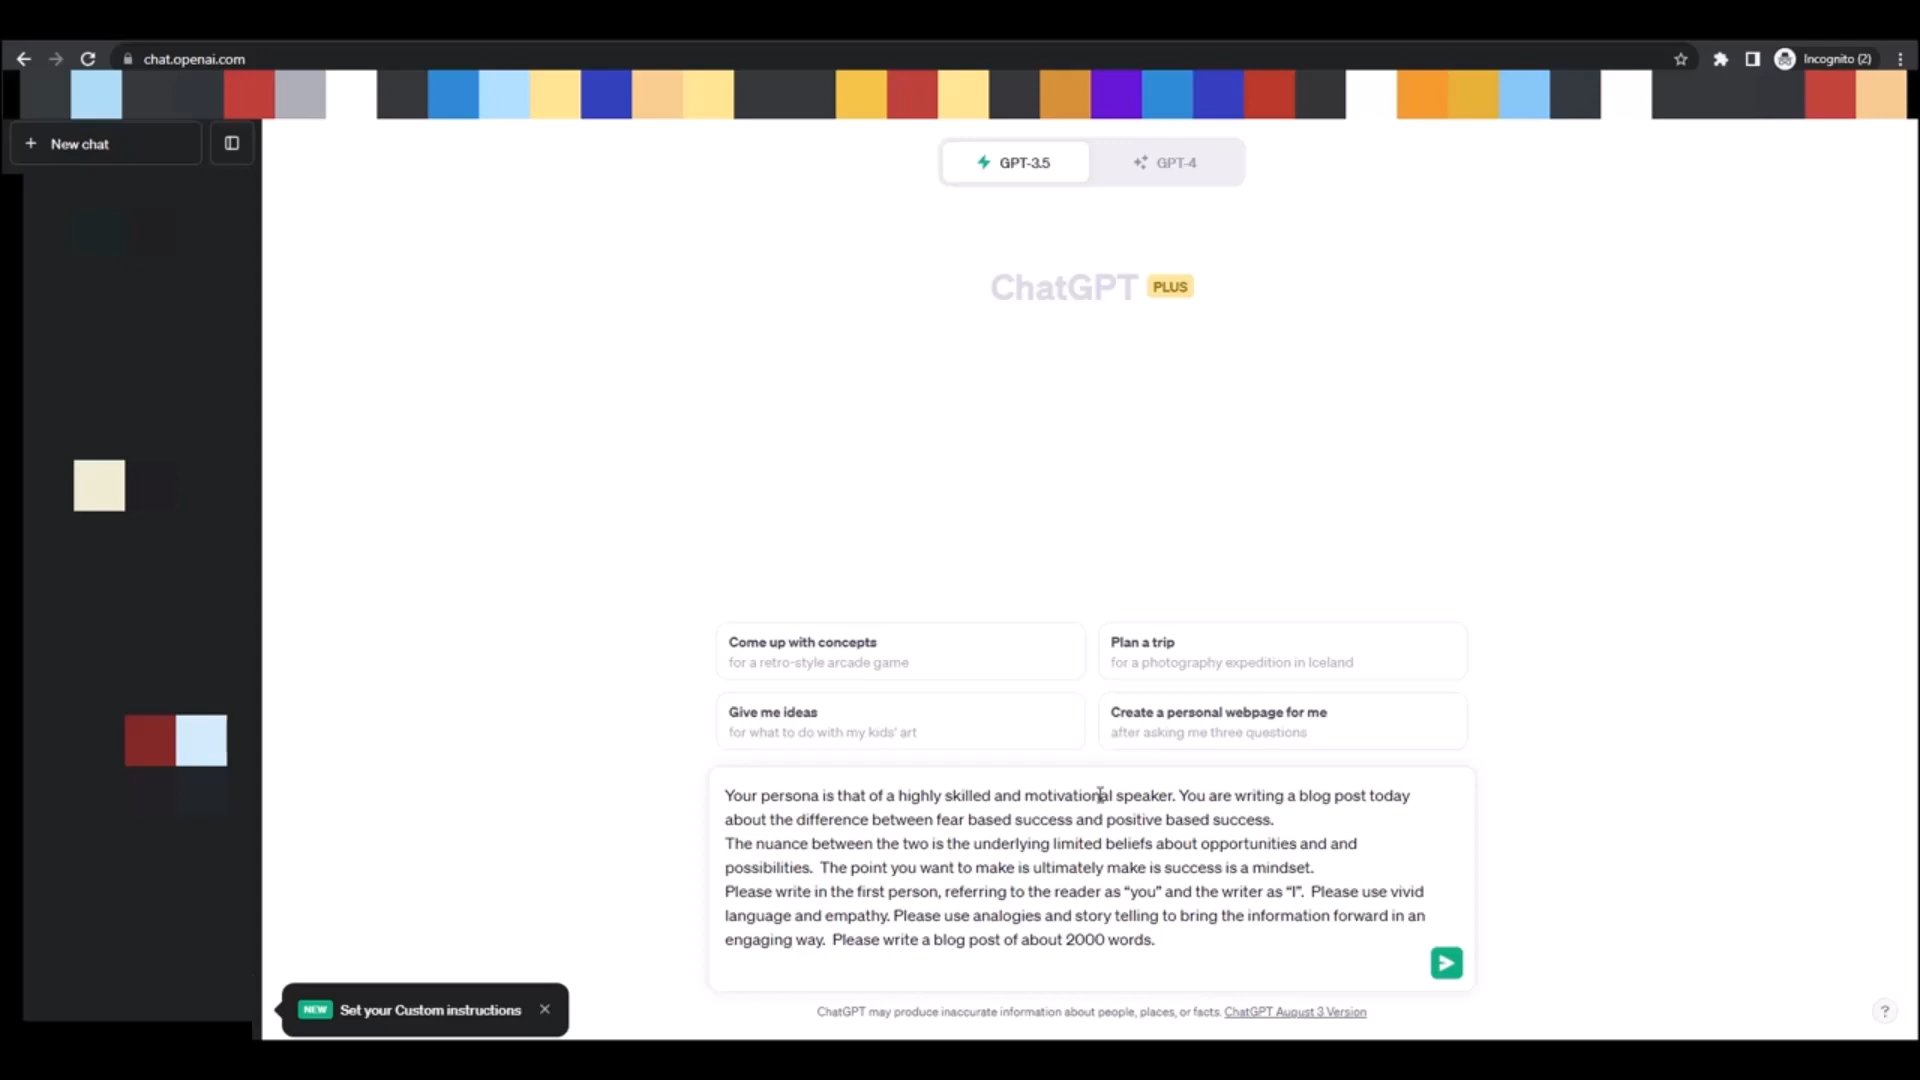 chat.openai.com
Incognito (2)
New chat
GPT-3.5
GPT-4
ChatGPT PLUS
Come up with concepts
for a retro-style arcade game
Plan a trip
for a photography expedition in Iceland
Give me ideas
for what to do with my kids' art
Create a personal webpage for me
after asking me three questions
Your persona is that of a highly skilled and motivational speaker. You are writing a blog post today
about the difference between fear based success and positive based success.
The nuance between the two is the underlying limited beliefs about opportunities and and
possibilities.  The point you want to make is ultimately make is success is a mindset.
Please write in the first person, referring to the reader as “you” and the writer as “I”.  Please use vivid
language and empathy. Please use analogies and story telling to bring the information forward in an
engaging way.  Please write a blog post of about 2000 words.
NEW Set your Custom instructions
ChatGPT may produce inaccurate information about people, places, or facts. ChatGPT August 3 Version
?